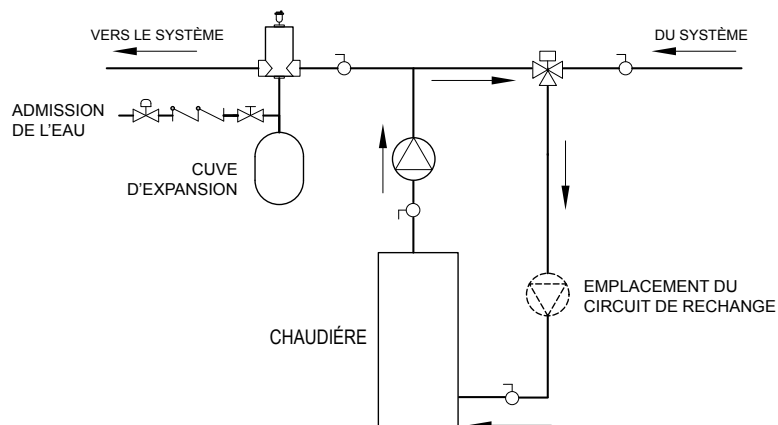 VERS LE SYSTÈME
DU SYSTÈME
ADMISSION
DE L'EAU
CUVE
D'EXPANSION
EMPLACEMENT DU
CIRCUIT DE RECHANGE
CHAUDIÉRE